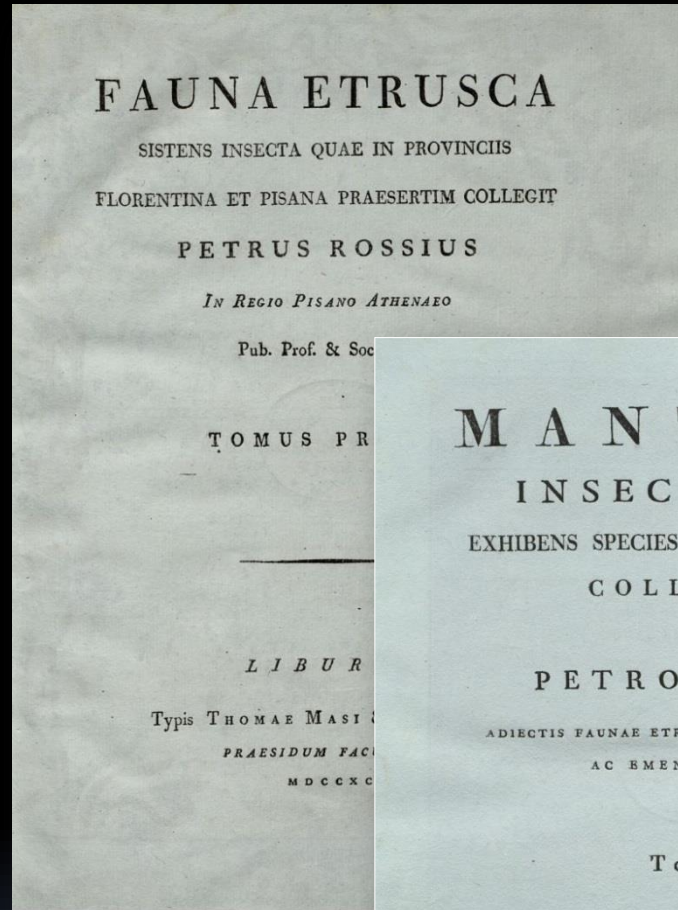 FAUNA ETRUSCA
SISTENS INSECTA QUAE IN PROVINCIIS
FLORENTINA ET PISANA PRAESERTIM COLLEGIT
PETRUS ROSSIUS
IN REGIO PISANO ATHENAEO
Pub. Prof. & Soc
TOMUS PR
LIBUR
Typis THOMAE MASI
PRAESIDUM FAC
MDCCXC
MAN
INSEC
EXHIBENS SPECIES
COLL
PETRO
ADIECTIS FAUNAE ETR
AC EMEN
To